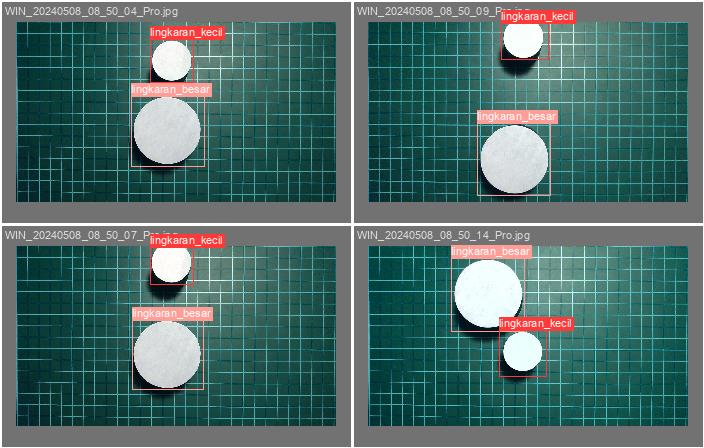 WIN_20240508_08_50_04_Pro.jpg
lingkaran_kecil
lingkaran_besar
WIN_20240508_08_50_09_Pro.jpg
lingkaran_kecil
lingkaran_besar
WIN_20240508_08_50_07_Pro.jpg
lingkaran_kecil
lingkaran_besar
WIN_20240508_08_50_14_Pro.jpg
lingkaran_besar
lingkaran_kecil